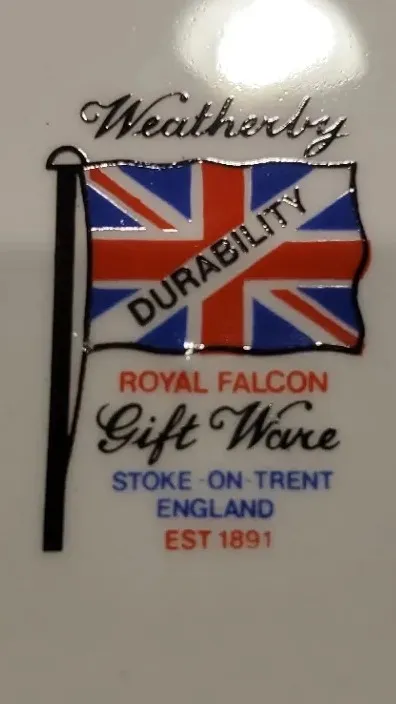 Weatherby
DURABILITY
ROYAL FALCON
Gift Ware
STOKE-ON-TRENT
ENGLAND
EST 1891